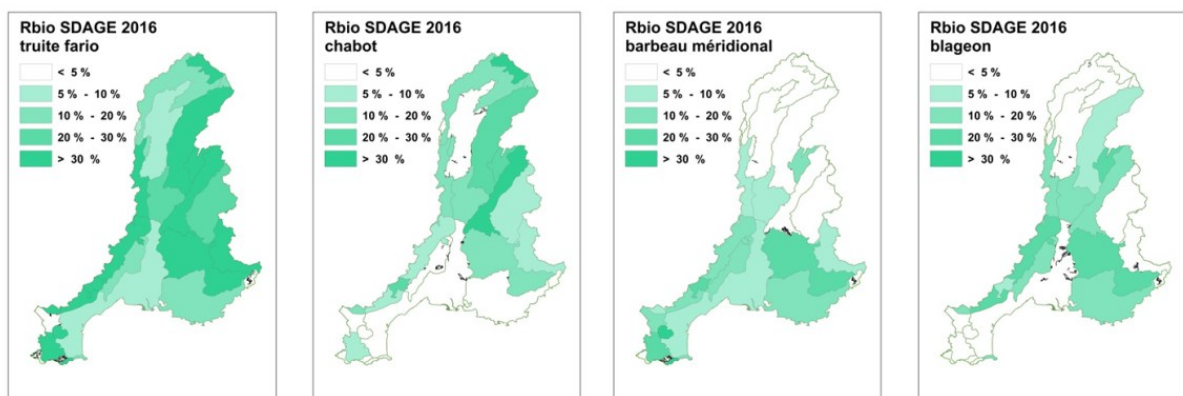 Rbio SDAGE 2016
truite fario
< 5 %
5 % - 10 %
10 % - 20 %
20 % - 30 %
> 30 %
Rbio SDAGE 2016
chabot
< 5 %
5 % - 10 %
10 % - 20 %
20 % - 30 %
> 30 %
Rbio SDAGE 2016
barbeau méridional
< 5 %
5 % - 10 %
10 % - 20 %
20 % - 30 %
> 30 %
Rbio SDAGE 2016
blageon
< 5 %
5 % - 10 %
10 % - 20 %
20 % - 30 %
> 30 %